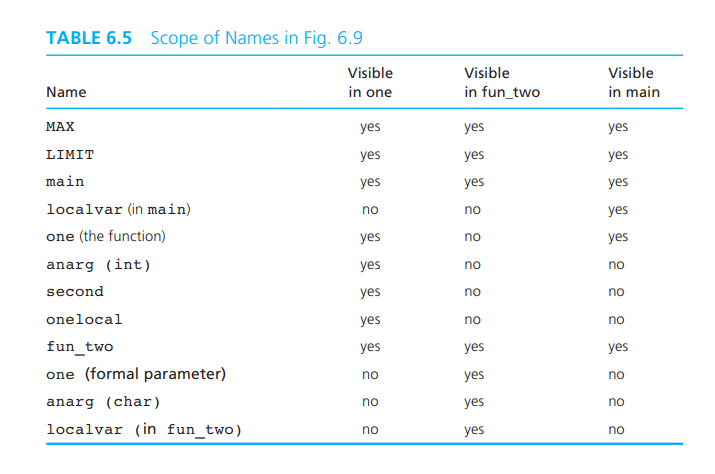 TABLE 6.5 Scope of Names in Fig. 6.9
Name Visible in one Visible in fun_two Visible in main
MAX yes yes yes
LIMIT yes yes yes
main yes yes yes
localvar (in main) no no yes
one (the function) yes no yes
anarg (int) yes no no
second yes no no
onelocal yes no no
fun_two yes yes yes
one (formal parameter) no yes no
anarg (char) no yes no
localvar (in fun_two) no yes no